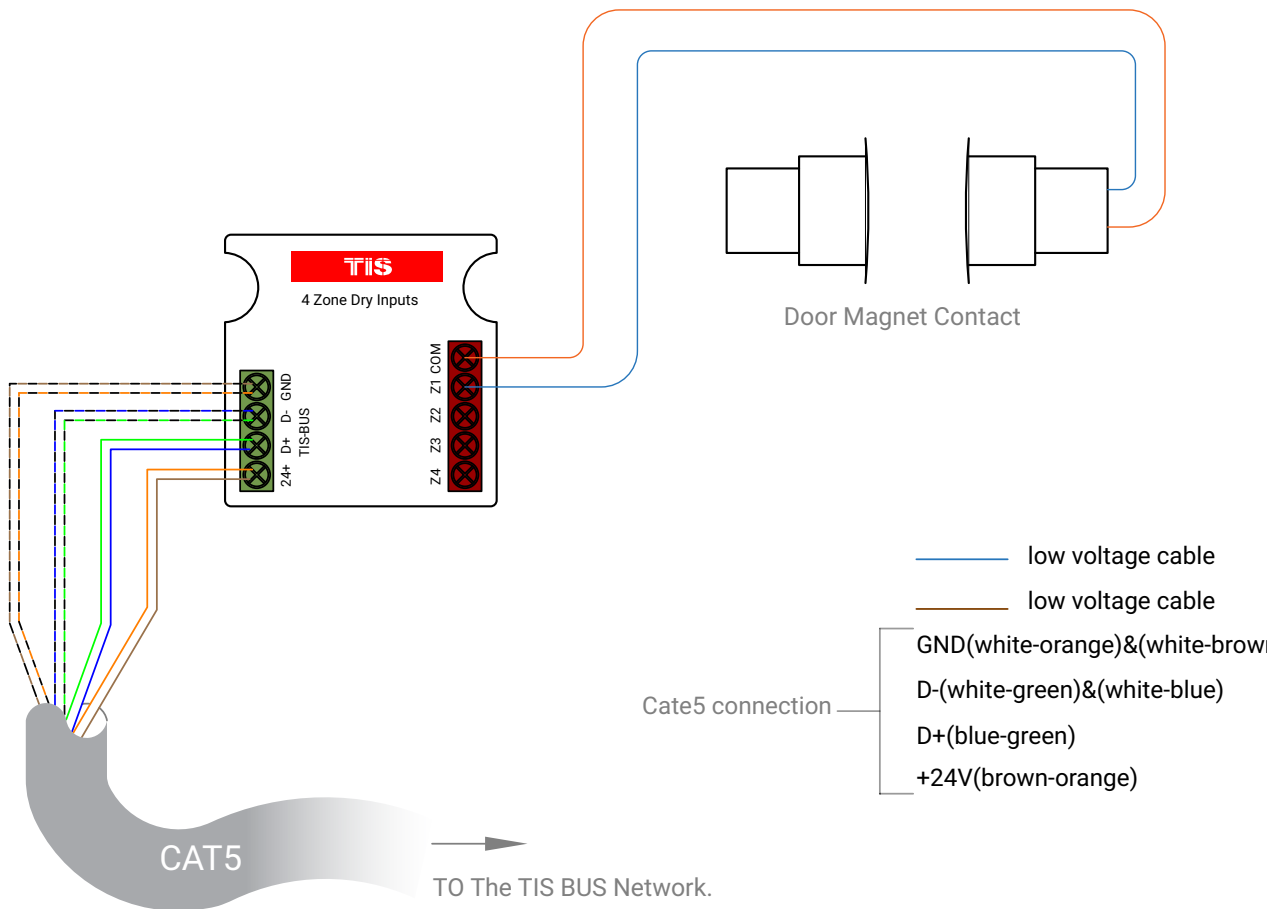 TiS
4 Zone Dry Inputs
Door Magnet Contact
GND
D-
D+
24+
TIS-BUS
COM
Z1
Z2
Z3
Z4
low voltage cable
low voltage cable
Cate5 connection
GND(white-orange)&(white-brown
D-(white-green)&(white-blue)
D+(blue-green)
+24V(brown-orange)
CAT5
TO The TIS BUS Network.